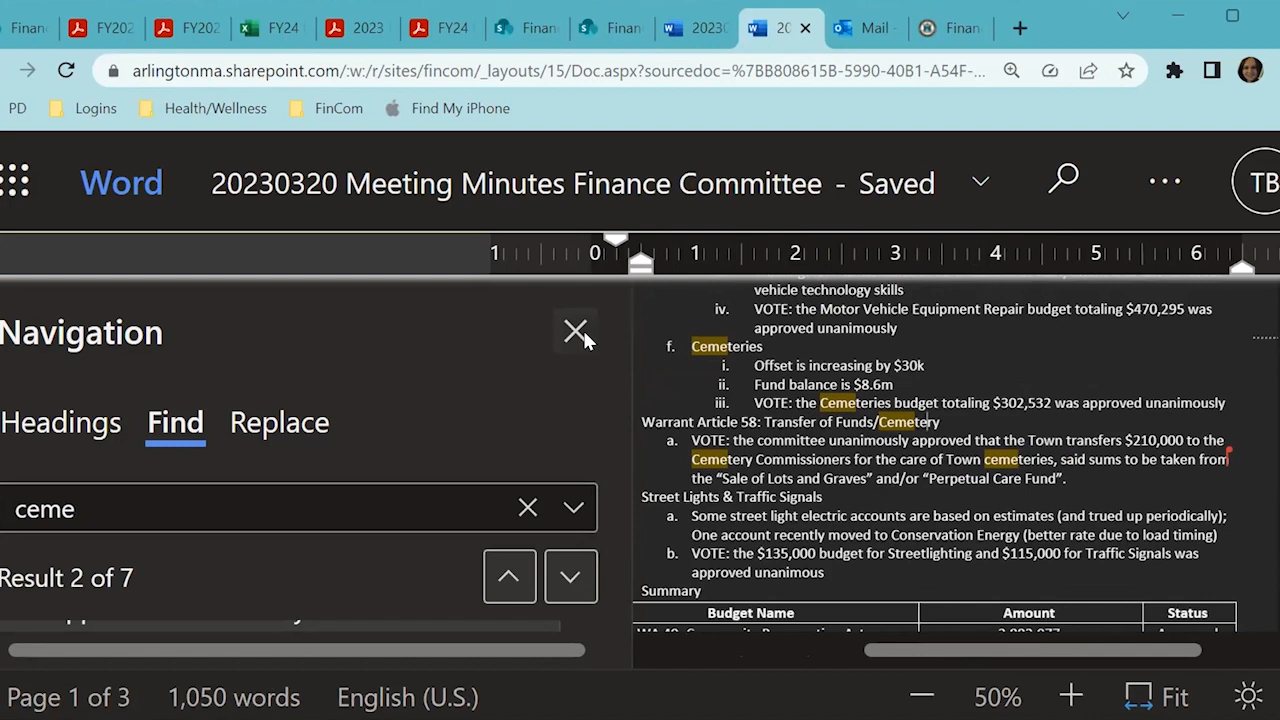 Finan
FY202
FY202
FY24
2023
FY24
Finan
Finan
20230
20
Mail -
Finan
arlingtonma.sharepoint.com/:w:/r/sites/fincom/_layouts/15/Doc.aspx?sourcedoc=%7BB808615B-5990-40B1-A54F-...
PD
Logins
Health/Wellness
FinCom
Find My iPhone
Word
20230320 Meeting Minutes Finance Committee - Saved
TB
1 0 1 2 3 4 5 6
Navigation
Headings
Find
Replace
ceme
Result 2 of 7
vehicle technology skills
iv. VOTE: the Motor Vehicle Equipment Repair budget totaling $470,295 was
approved unanimously
f. Cemeteries
i. Offset is increasing by $30k
ii. Fund balance is $8.6m
iii. VOTE: the Cemeteries budget totaling $302,532 was approved unanimously
Warrant Article 58: Transfer of Funds/Cemetery
a. VOTE: the committee unanimously approved that the Town transfers $210,000 to the
Cemetery Commissioners for the care of Town cemeteries, said sums to be taken from
the “Sale of Lots and Graves” and/or “Perpetual Care Fund”.
Street Lights & Traffic Signals
a. Some street light electric accounts are based on estimates (and trued up periodically);
One account recently moved to Conservation Energy (better rate due to load timing)
b. VOTE: the $135,000 budget for Streetlighting and $115,000 for Traffic Signals was
approved unanimous
Summary
Budget Name Amount Status
Page 1 of 3
1,050 words
English (U.S.)
50%
Fit